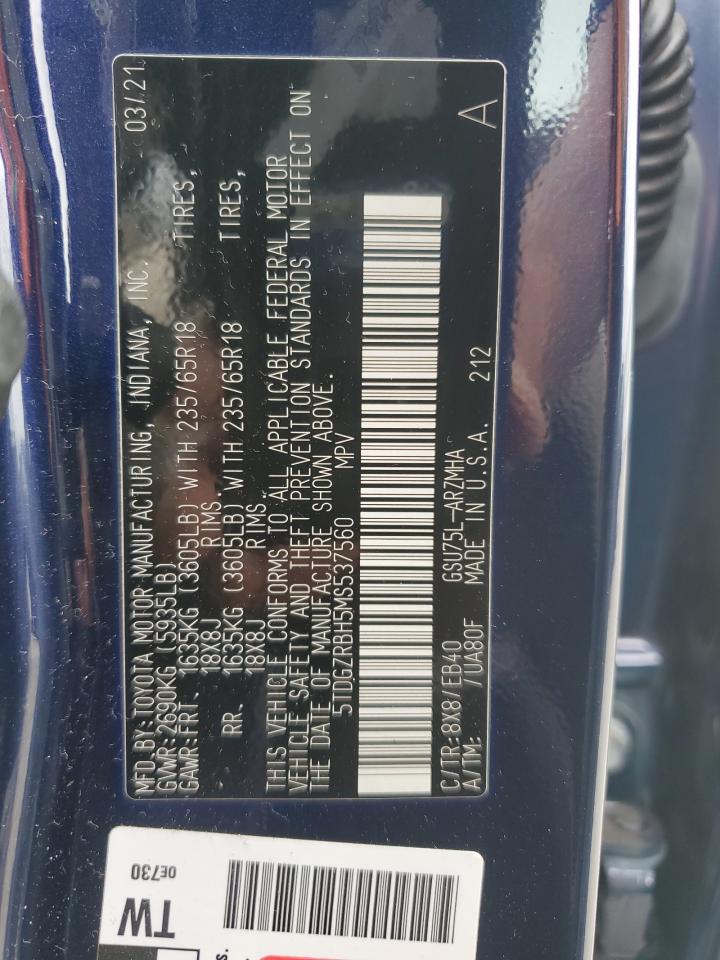 MFD.BY:TOYOTA MOTOR MANUFACTURING, INDIANA, INC. 03/21
GVWR:2690KG (5935LB)
GAWR:FRT. 1635KG (3605LB) WITH 235/65R18 TIRES,
18X8J RIMS
RR. 1635KG (3605LB) WITH 235/65R18 TIRES,
18X8J RIMS
THIS VEHICLE CONFORMS TO ALL APPLICABLE FEDERAL MOTOR
VEHICLE SAFETY AND THEFT PREVENTION STANDARDS IN EFFECT ON
THE DATE OF MANUFACTURE SHOWN ABOVE.
5TDGZRBH5MS537560 MPV
C/TR:8X8/EB40 GSU75L-ARZMHA
A/TM: /UA80F MADE IN U.S.A. 212 A
TW 0E730
s.